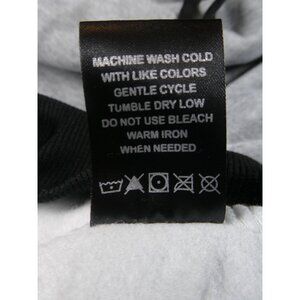 MACHINE WASH COLD
WITH LIKE COLORS
GENTLE CYCLE
TUMBLE DRY LOW
DO NOT USE BLEACH
WARM IRON
WHEN NEEDED